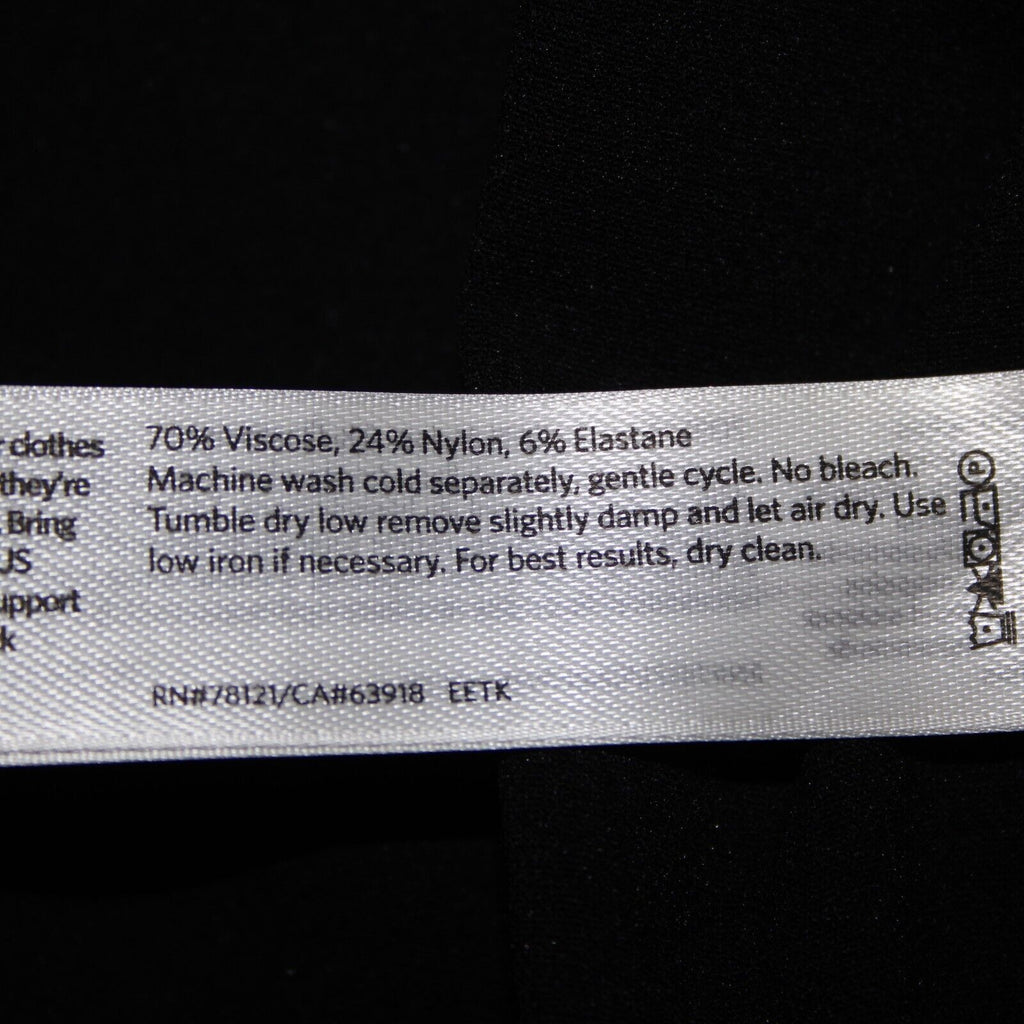 clothes
they're
Bring
US
upport
k
70% Viscose, 24% Nylon, 6% Elastane
Machine wash cold separately, gentle cycle. No bleach.
Tumble dry low remove slightly damp and let air dry. Use
low iron if necessary. For best results, dry clean.
RN#78121/CA#63918 EETK
P